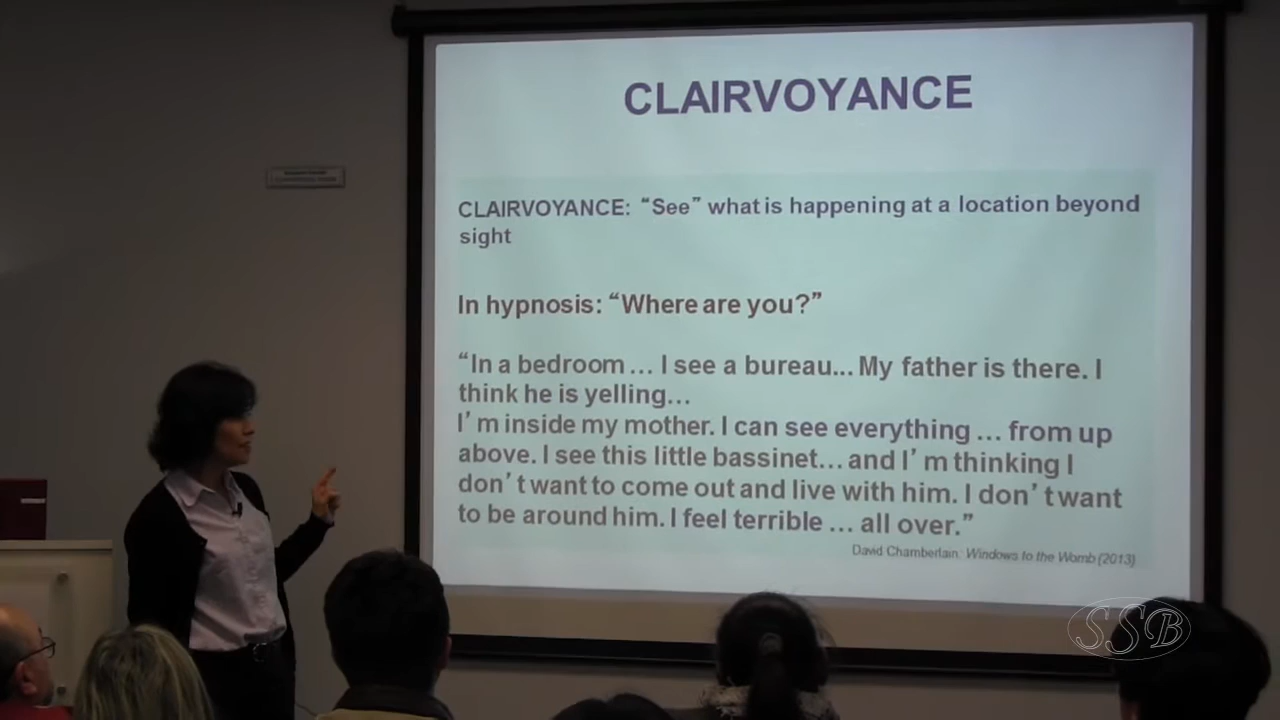 CLAIRVOYANCE
CLAIRVOYANCE: “See” what is happening at a location beyond
sight
In hypnosis: “Where are you?”
“In a bedroom … I see a bureau... My father is there. I
think he is yelling…
I’m inside my mother. I can see everything … from up
above. I see this little bassinet… and I’m thinking I
don’t want to come out and live with him. I don’t want
to be around him. I feel terrible … all over.”
David Chamberlain: Windows to the Womb (2013)
SSB